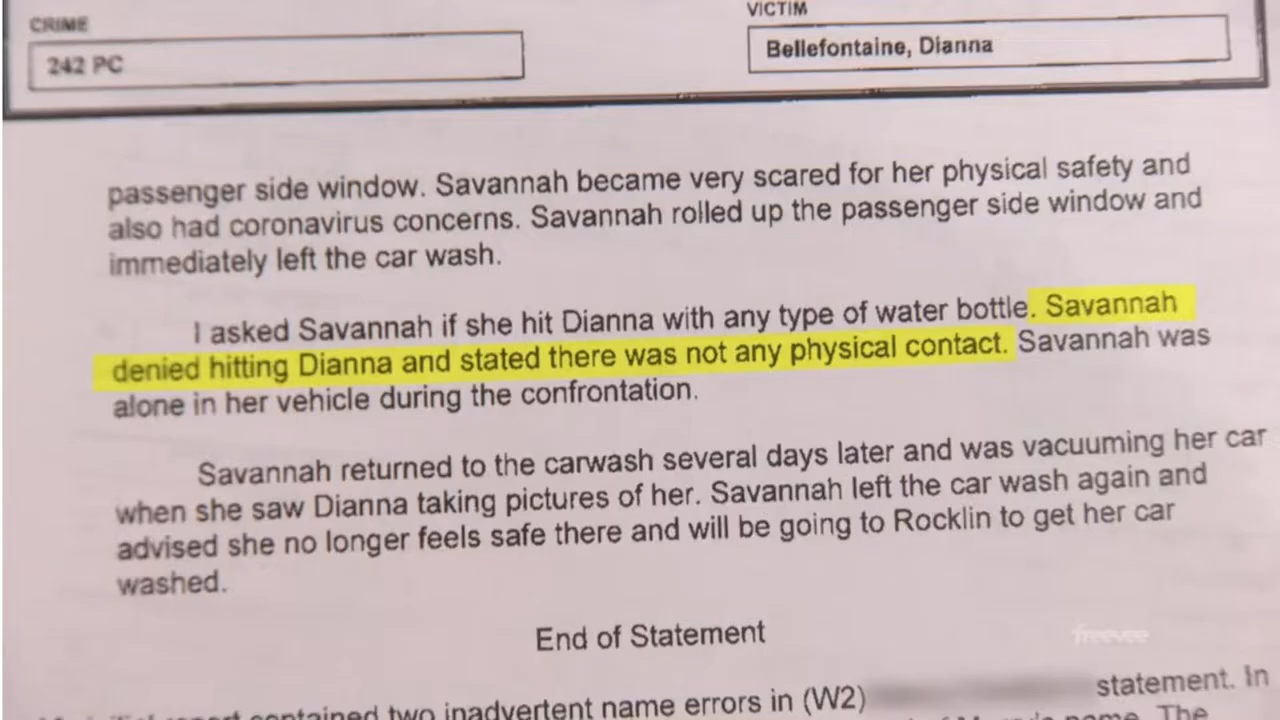 CRIME
VICTIM
242 PC
Bellefontaine, Dianna
passenger side window. Savannah became very scared for her physical safety and
also had coronavirus concerns. Savannah rolled up the passenger side window and
immediately left the car wash.
I asked Savannah if she hit Dianna with any type of water bottle. Savannah
denied hitting Dianna and stated there was not any physical contact. Savannah was
alone in her vehicle during the confrontation.
Savannah returned to the carwash several days later and was vacuuming her car
when she saw Dianna taking pictures of her. Savannah left the car wash again and
advised she no longer feels safe there and will be going to Rocklin to get her car
washed.
End of Statement
freevee
report contained two inadvertent name errors in (W2) statement. In
name. The